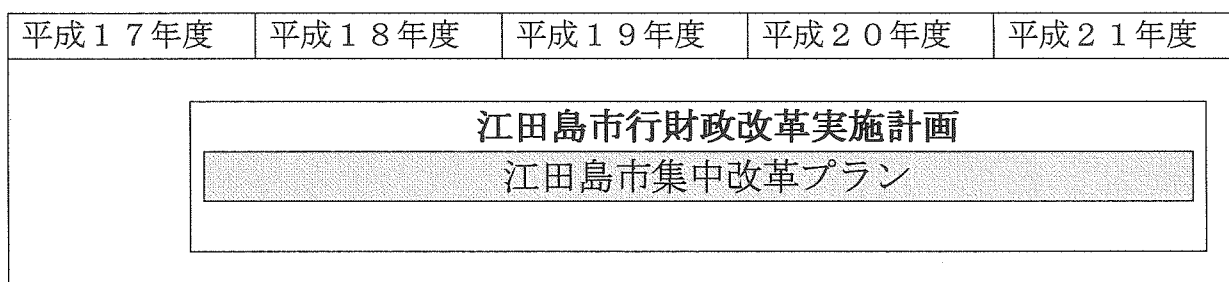 平成１７年度 平成１８年度 平成１９年度 平成２０年度 平成２１年度
江田島市行財政改革実施計画
江田島市集中改革プラン